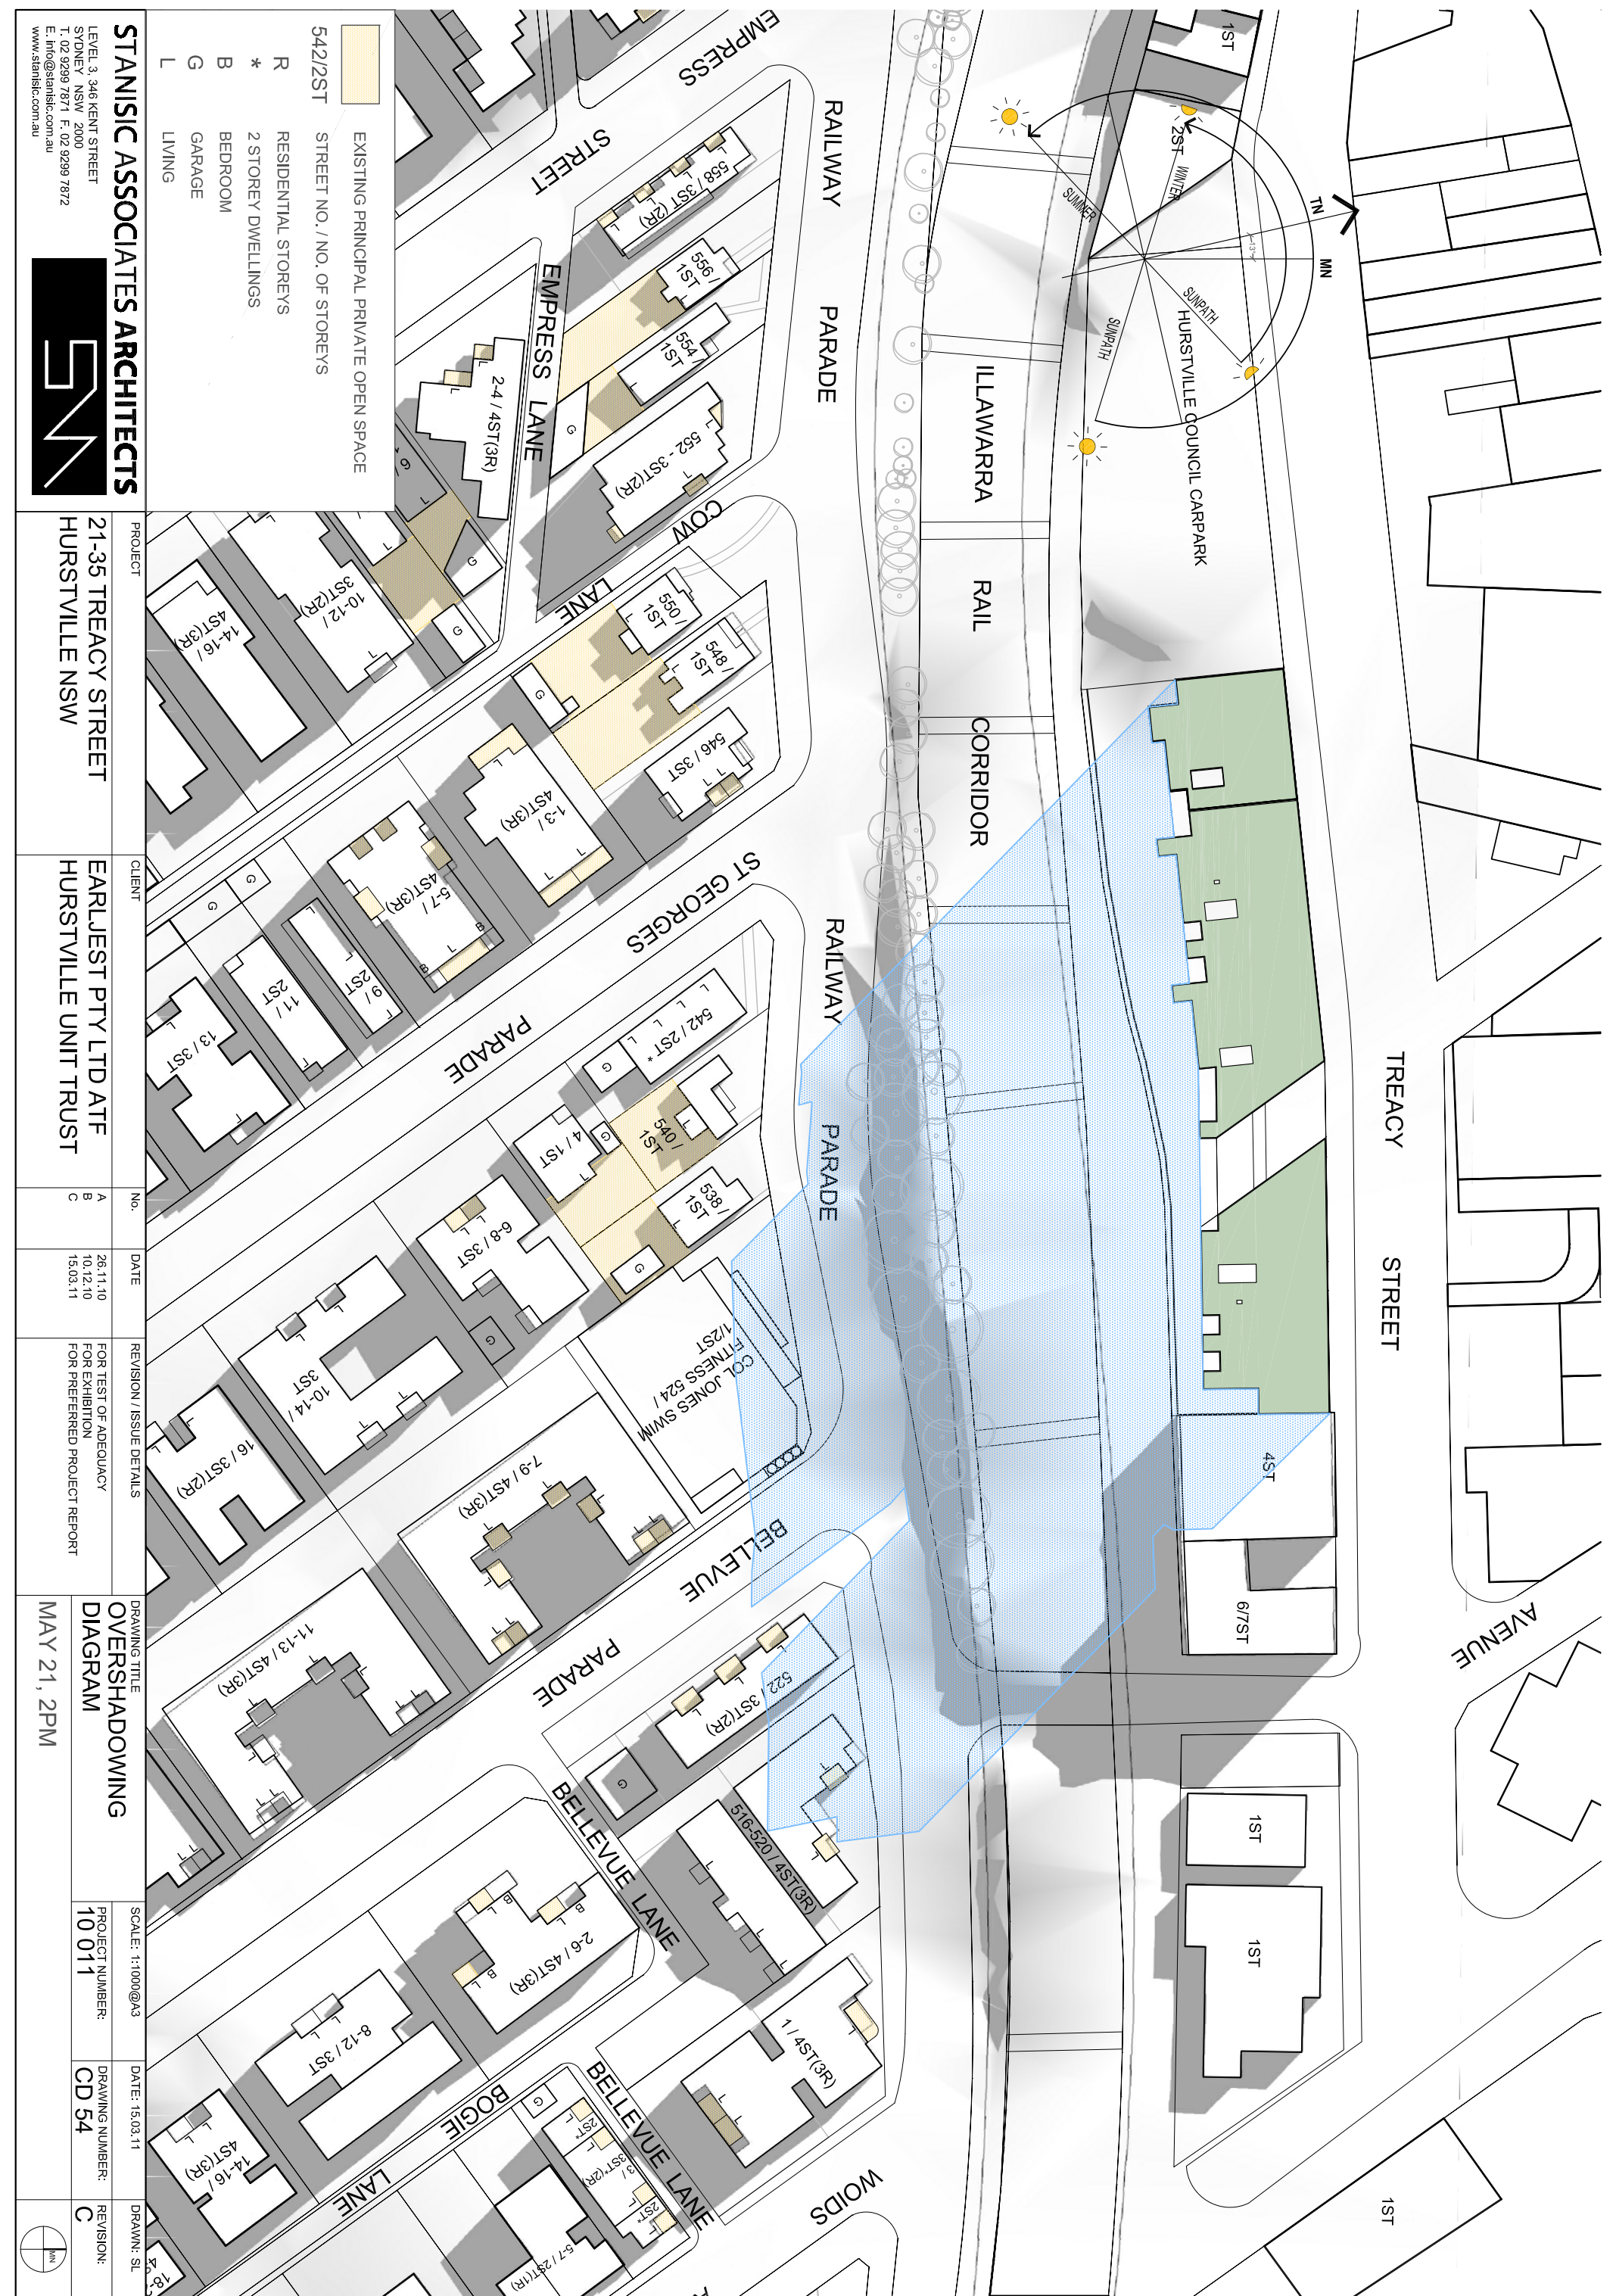 STANISIC ASSOCIATES ARCHITECTS
LEVEL 3, 346 KENT STREET
SYDNEY NSW 2000
T. 02 9299 7871 F. 02 9299 7872
E. info@stanisic.com.au
www.stanisic.com.au
EXISTING PRINCIPAL PRIVATE OPEN SPACE
542/2ST STREET NO. / NO. OF STOREYS
R RESIDENTIAL STOREYS
* 2 STOREY DWELLINGS
B BEDROOM
G GARAGE
L LIVING
PROJECT
21-35 TREACY STREET
HURSTVILLE NSW
CLIENT
EARLJEST PTY LTD ATF
HURSTVILLE UNIT TRUST
No. DATE REVISION / ISSUE DETAILS
A 26.11.10 FOR TEST OF ADEQUACY
B 10.12.10 FOR EXHIBITION
C 15.03.11 FOR PREFERRED PROJECT REPORT
DRAWING TITLE
OVERSHADOWING
DIAGRAM
MAY 21, 2PM
SCALE: 1:1000@A3
DATE: 15.03.11
DRAWN: SL
PROJECT NUMBER:
10 011
DRAWING NUMBER:
CD 54
REVISION:
C
MN
TREACY STREET
AVENUE
1ST
2ST
TN
MN
WINTER
SUMMER
SUNPATH
SUNPATH
HURSTVILLE COUNCIL CARPARK
4ST
6/7ST
1ST
1ST
1ST
ILLAWARRA RAIL CORRIDOR
RAILWAY PARADE
RAILWAY PARADE
EMPRESS STREET
EMPRESS LANE
COW LANE
ST GEORGES PARADE
BELLEVUE PARADE
BELLEVUE LANE
BELLEVUE LANE
BOGIE LANE
WOIDS
558 / 3ST (2R)
556 /
1ST
554 /
1ST
552 - 3ST(2R)
G
2-4 / 4ST(3R)
G
G
10-12 /
3ST(2R)
14-16 /
4ST(3R)
550 /
1ST
548 /
1ST
546 / 3ST
G
1-3 /
4ST(3R)
5-7 /
4ST(3R)
9 /
2ST
11 /
2ST
13 / 3ST
G
G
542 / 2ST *
G
540 /
1ST
538 /
1ST
G
G
4 / 1ST
6-8 / 3ST
G
10-14 /
3ST
16 / 3ST(2R)
COL JONES SWIM
FITNESS 524 /
1/2ST
7-9 / 4ST(3R)
11-13 / 4ST(3R)
522 / 3ST(2R)
G
516-520 / 4ST(3R)
1 / 4ST(3R)
2-6 / 4ST(3R)
8-12 / 3ST
14-16 /
4ST(3R)
G
2ST*
3 /
3ST*(2R)
2ST*
5-7 / 2ST(1R)